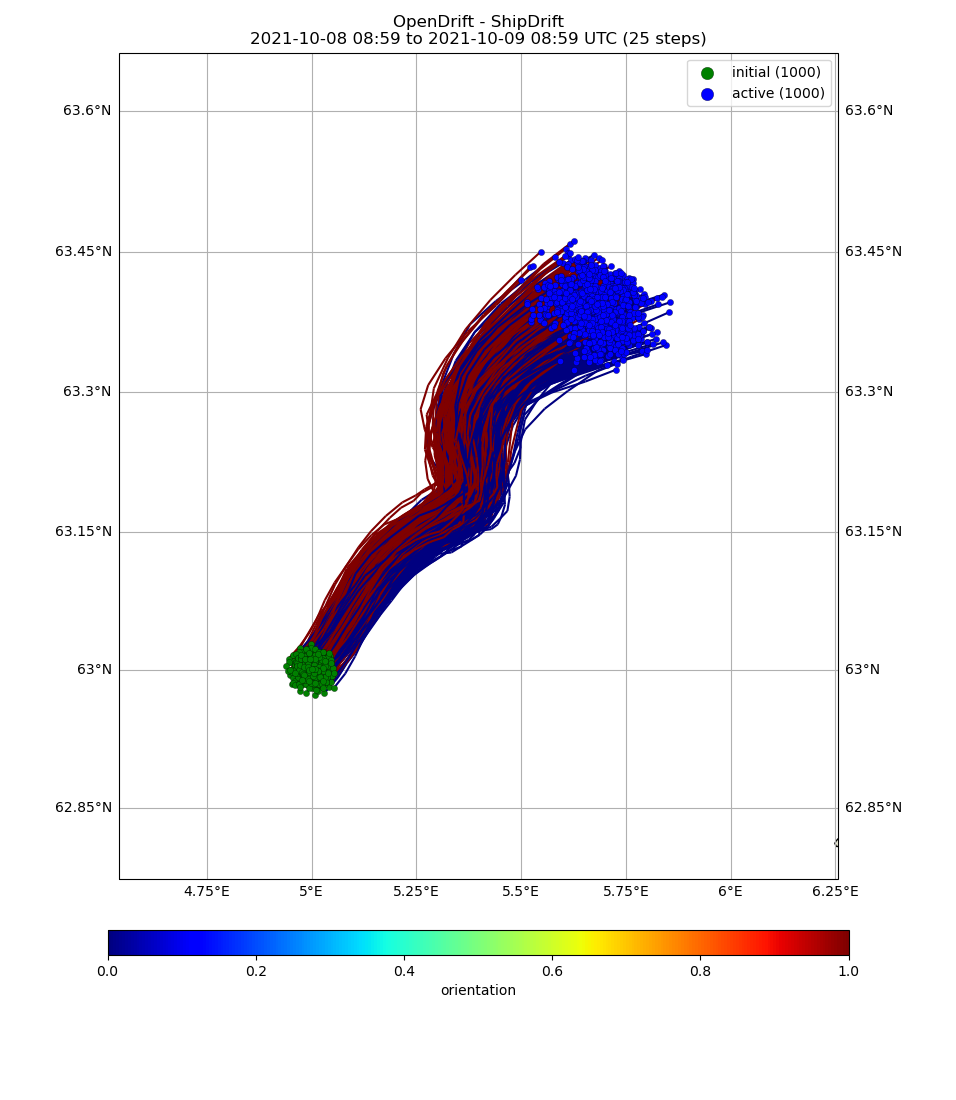 OpenDrift - ShipDrift
2021-10-08 08:59 to 2021-10-09 08:59 UTC (25 steps)
initial (1000)
active (1000)
63.6°N 63.6°N
63.45°N 63.45°N
63.3°N 63.3°N
63.15°N 63.15°N
63°N 63°N
62.85°N 62.85°N
4.75°E 5°E 5.25°E 5.5°E 5.75°E 6°E 6.25°E
0.0 0.2 0.4 0.6 0.8 1.0
orientation